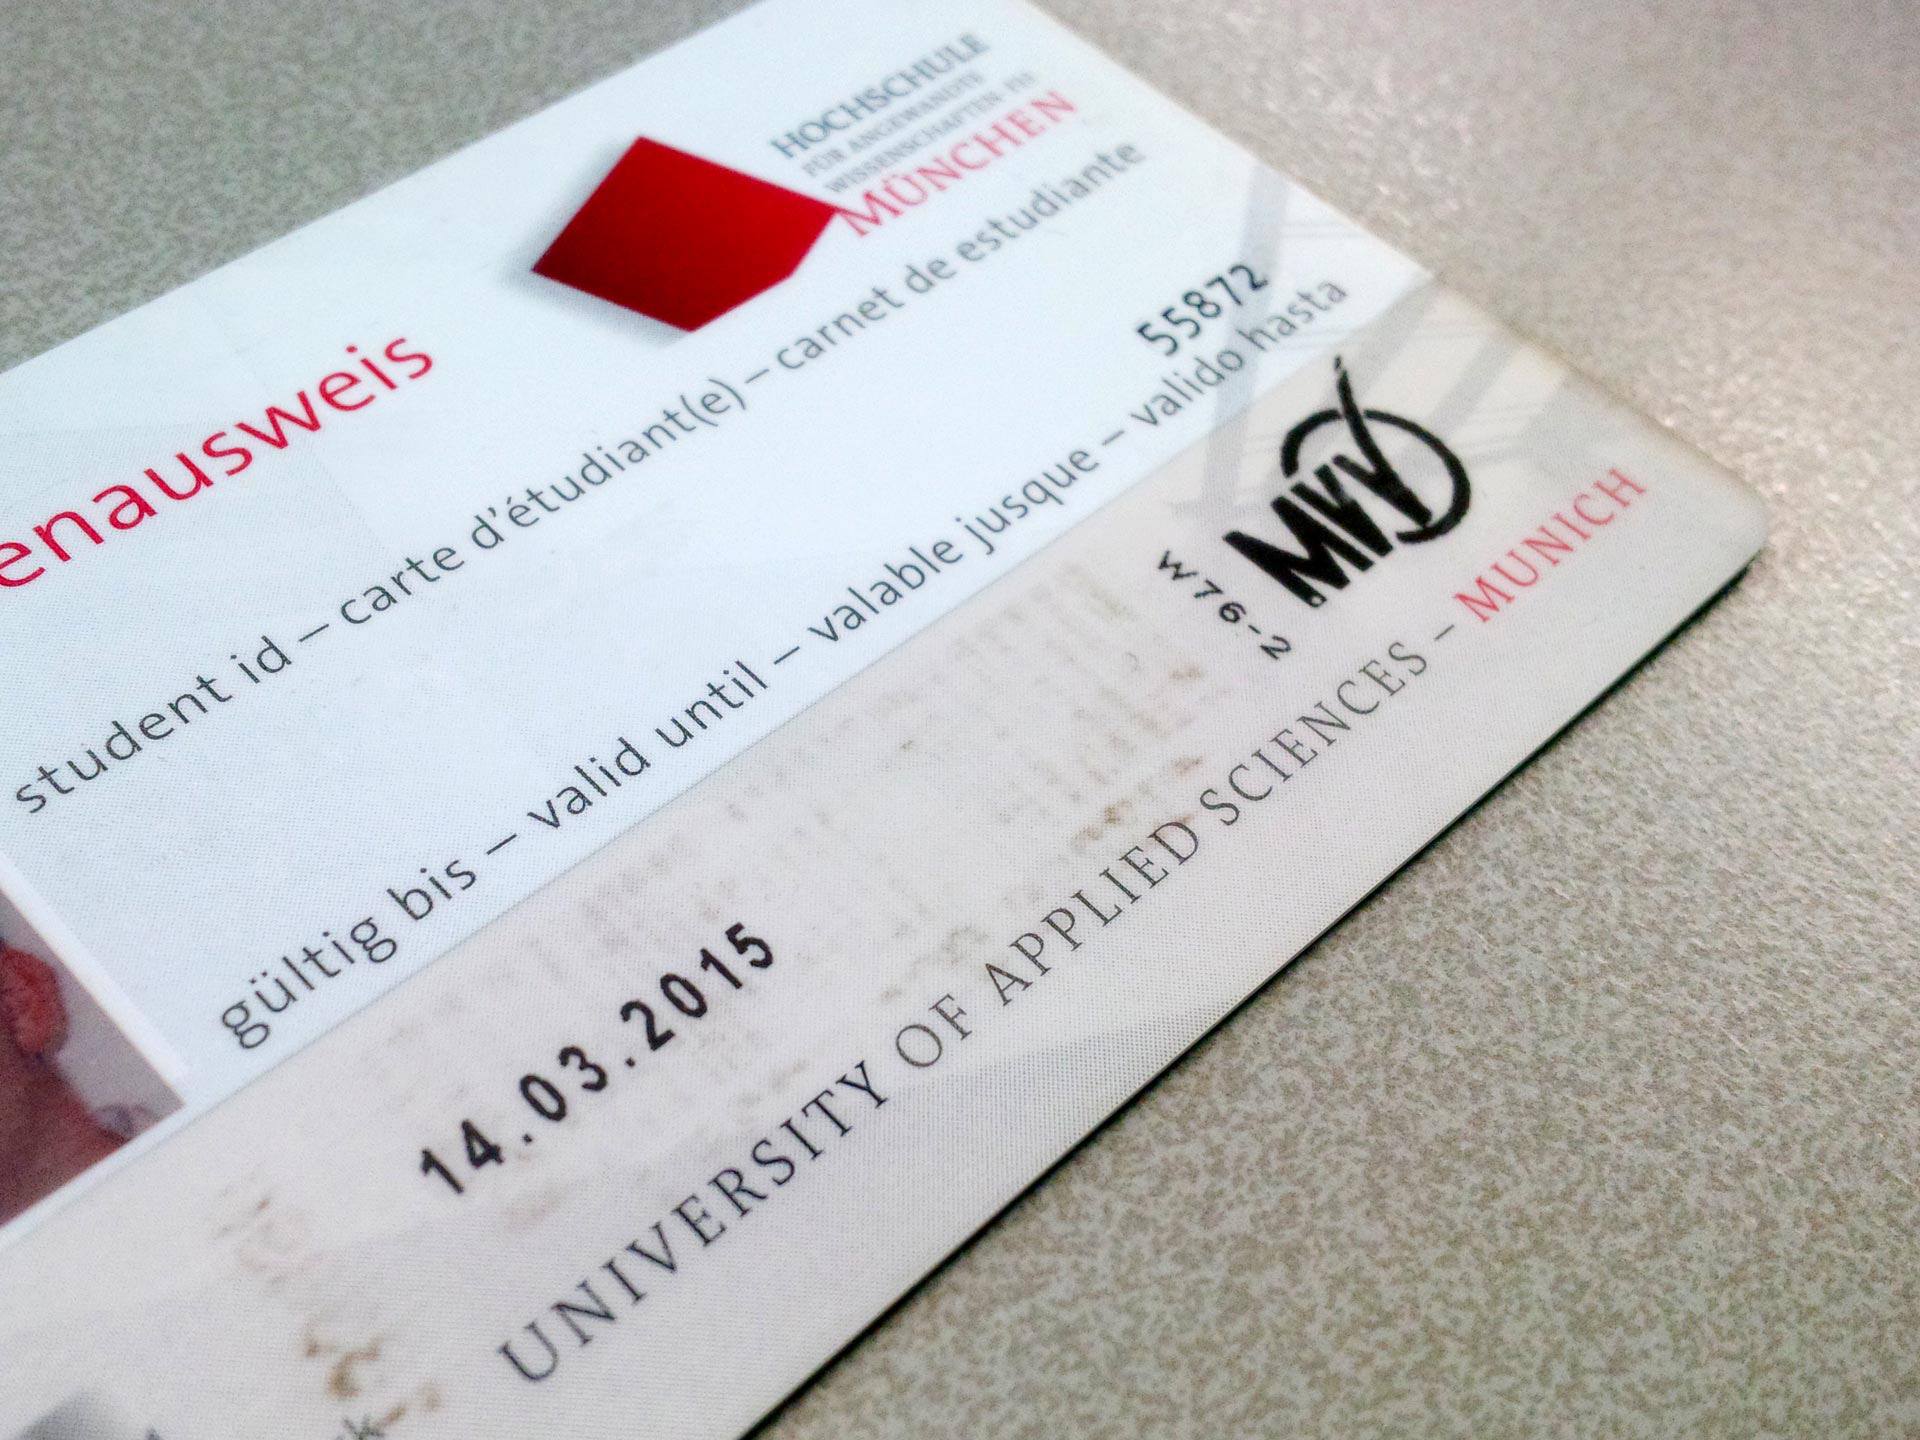 HOCHSCHULE
FÜR ANGEWANDTE
WISSENSCHAFTEN FH
MÜNCHEN
enausweis
student id – carte d'étudiant(e) – carnet de estudiante
55872
gültig bis – valid until – valable jusque – valido hasta
MVV
W76-2
14.03.2015
UNIVERSITY OF APPLIED SCIENCES – MUNICH